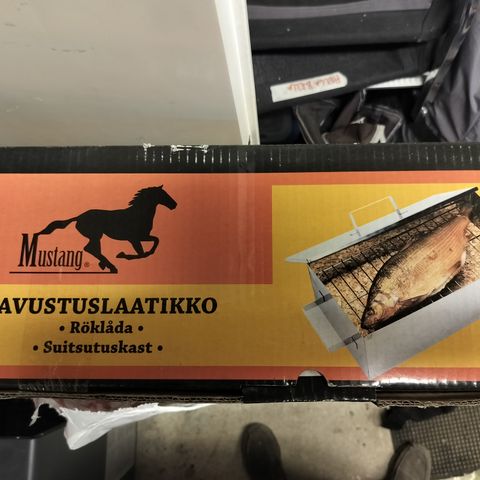 Mustang®
AVUSTUSLAATIKKO
• Röklåda •
• Suitsutuskast •